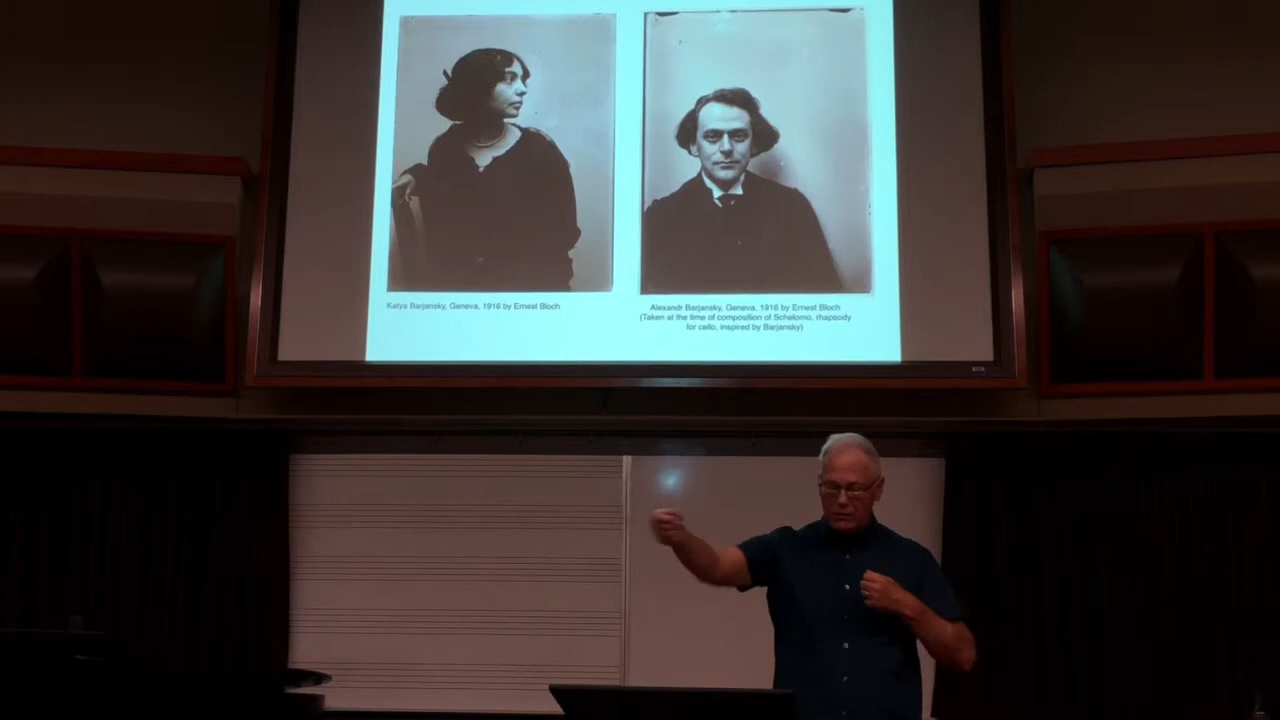 Katya Barjansky, Geneva, 1916 by Ernest Bloch
Alexandr Barjansky, Geneva, 1916 by Ernest Bloch
(Taken at the time of composition of Schelomo, rhapsody
for cello, inspired by Barjansky)